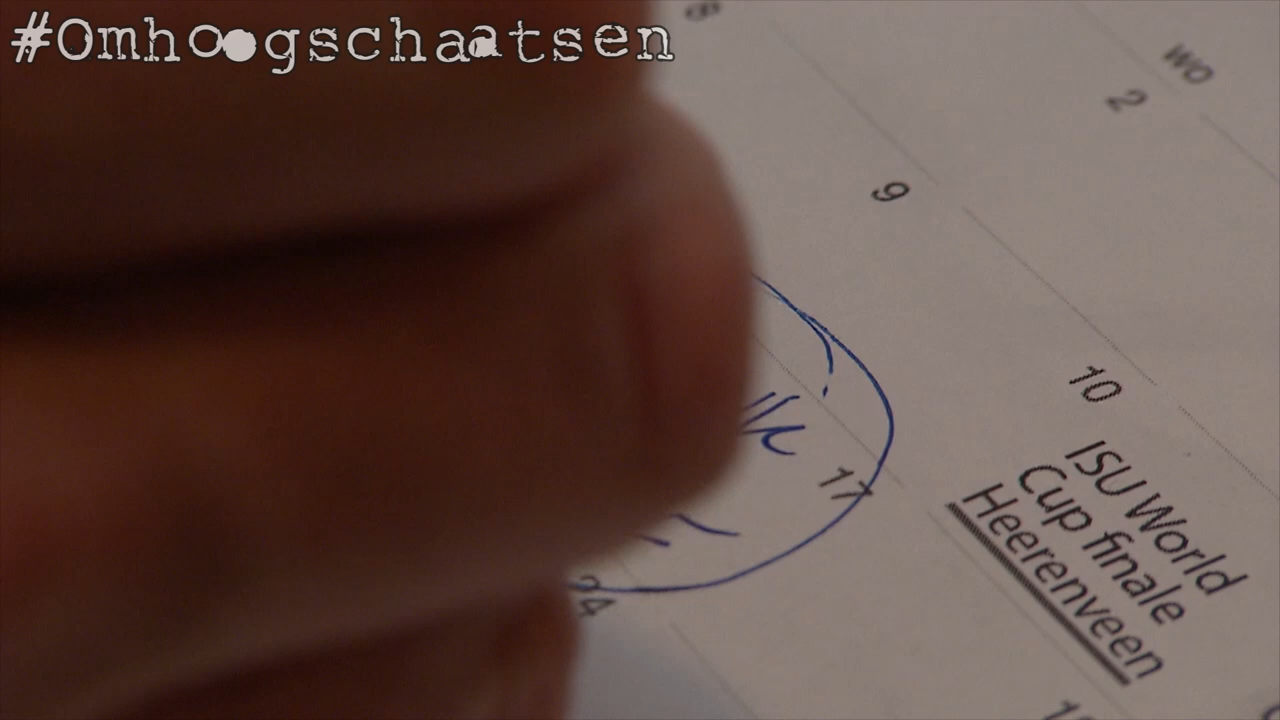 #Omhoogschaatsen
8
wo
2
9
10
ISU World
Cup finale
Heerenveen
17
24